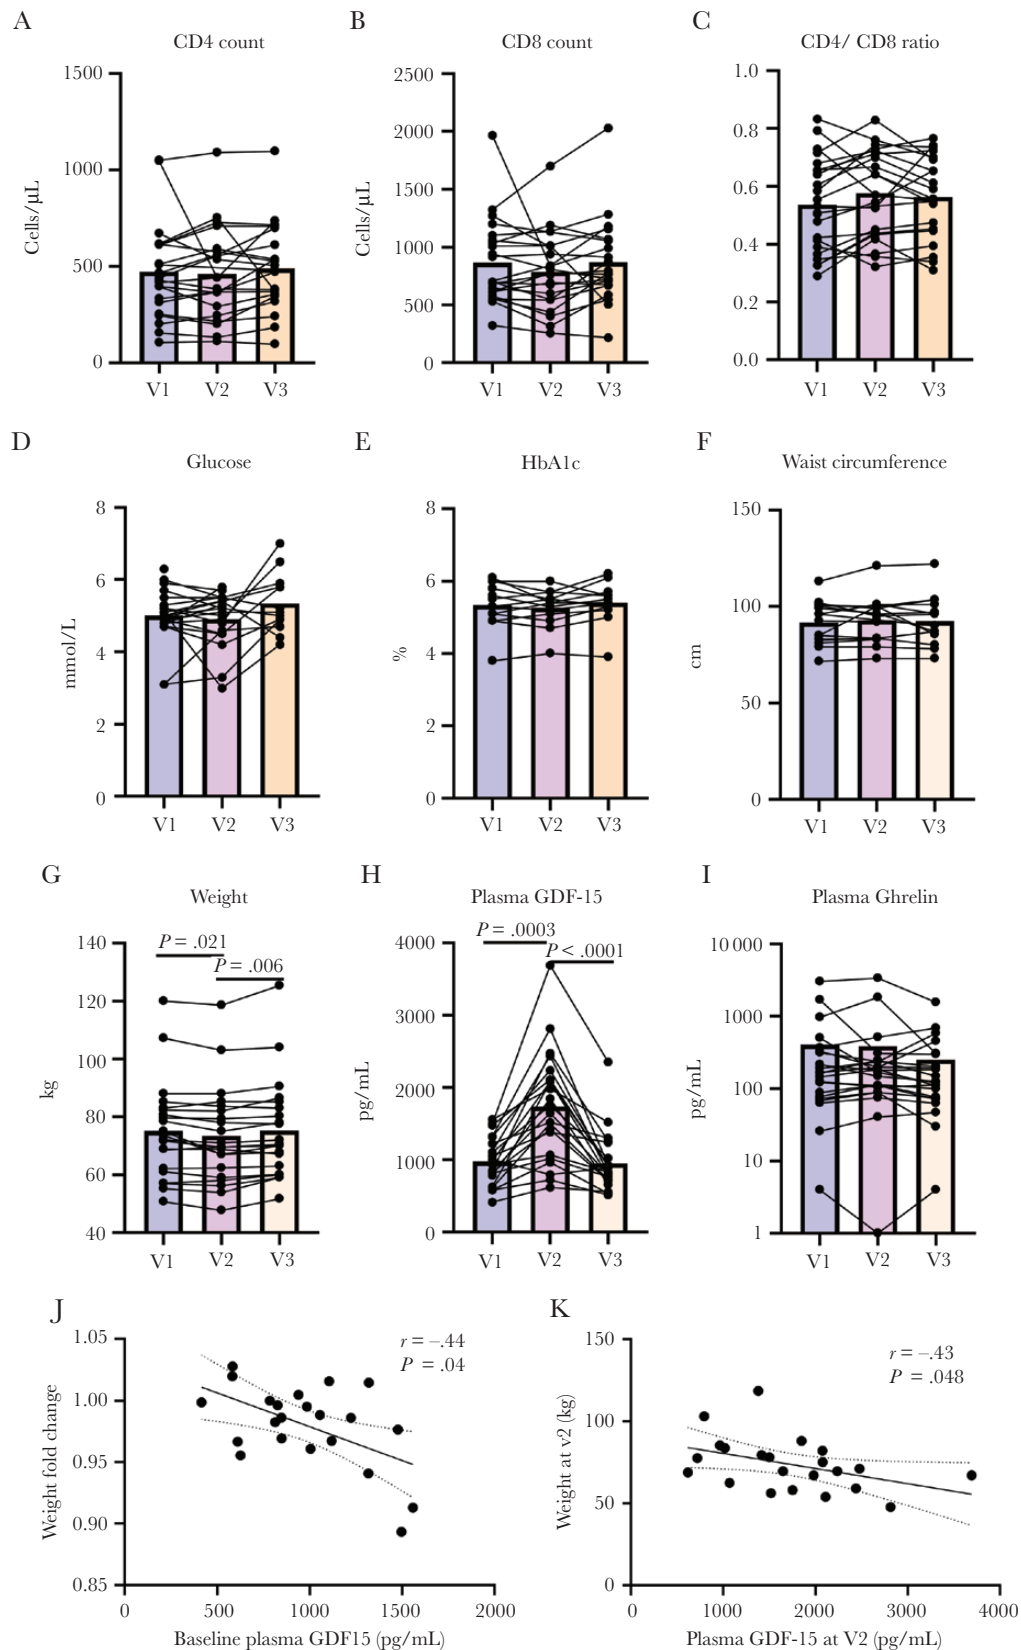 A
CD4 count
Cells/µL
1500
1000
500
0
V1 V2 V3
B
CD8 count
Cells/µL
2500
2000
1500
1000
500
0
V1 V2 V3
C
CD4/ CD8 ratio
1.0
0.8
0.6
0.4
0.2
0.0
V1 V2 V3
D
Glucose
mmol/L
8
6
4
2
0
V1 V2 V3
E
HbA1c
%
8
6
4
2
0
V1 V2 V3
F
Waist circumference
cm
150
100
50
0
V1 V2 V3
G
Weight
kg
P = .021
P = .006
140
120
100
80
60
40
V1 V2 V3
H
Plasma GDF-15
pg/mL
P = .0003
P < .0001
4000
3000
2000
1000
0
V1 V2 V3
I
Plasma Ghrelin
pg/mL
10 000
1000
100
10
1
V1 V2 V3
J
r = –.44
P = .04
Weight fold change
1.05
1.00
0.95
0.90
0.85
0 500 1000 1500 2000
Baseline plasma GDF15 (pg/mL)
K
r = –.43
P = .048
Weight at v2 (kg)
150
100
50
0
0 1000 2000 3000 4000
Plasma GDF-15 at V2 (pg/mL)